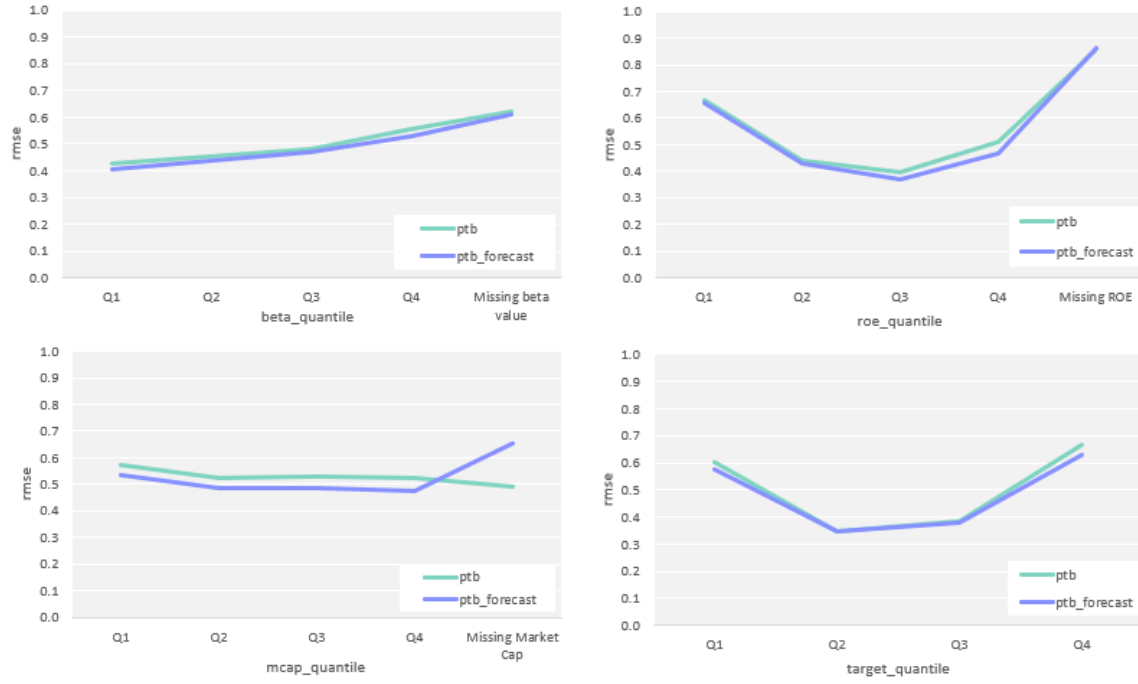 1.0
0.9
0.8
0.7
0.6
0.5
0.4
0.3
0.2
0.1
0.0
rmse
ptb
ptb_forecast
Q1 Q2 Q3 Q4 Missing beta
value
beta_quantile
1.0
0.9
0.8
0.7
0.6
0.5
0.4
0.3
0.2
0.1
0.0
rmse
ptb
ptb_forecast
Q1 Q2 Q3 Q4 Missing ROE
roe_quantile
1.0
0.9
0.8
0.7
0.6
0.5
0.4
0.3
0.2
0.1
0.0
rmse
ptb
ptb_forecast
Q1 Q2 Q3 Q4 Missing Market
Cap
mcap_quantile
1.0
0.9
0.8
0.7
0.6
0.5
0.4
0.3
0.2
0.1
0.0
rmse
ptb
ptb_forecast
Q1 Q2 Q3 Q4
target_quantile